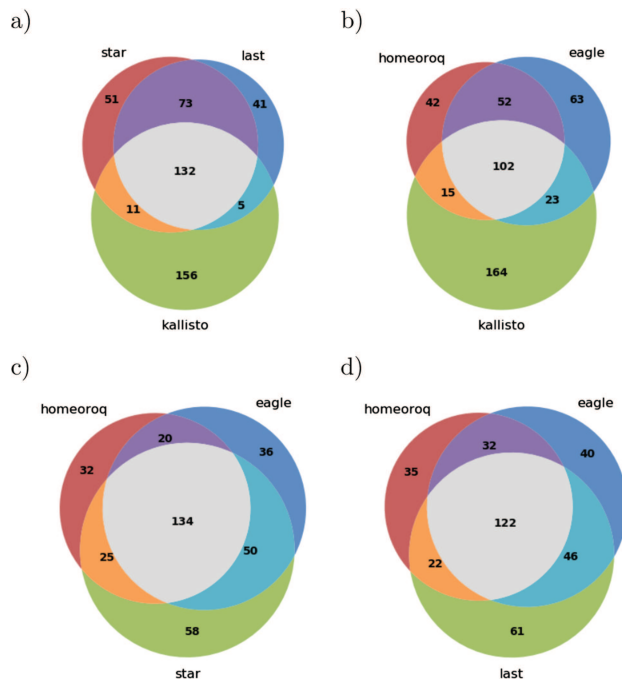 a)
star
last
51
73
41
132
11
5
156
kallisto
b)
homeoroq
eagle
42
52
63
102
15
23
164
kallisto
c)
homeoroq
eagle
32
20
36
134
25
50
58
star
d)
homeoroq
eagle
35
32
40
122
22
46
61
last